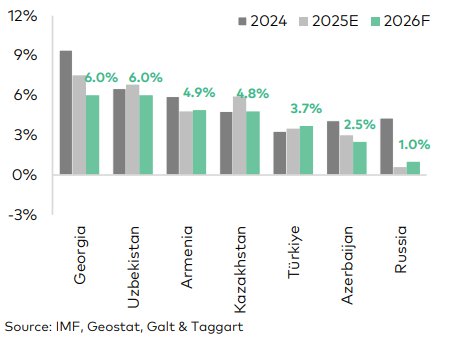 12%
2024 2025E 2026F
9%
6.0% 6.0%
6%
4.9% 4.8%
3.7%
3%
2.5%
1.0%
0%
-3%
Georgia
Uzbekistan
Armenia
Kazakhstan
Türkiye
Azerbaijan
Russia
Source: IMF, Geostat, Galt & Taggart